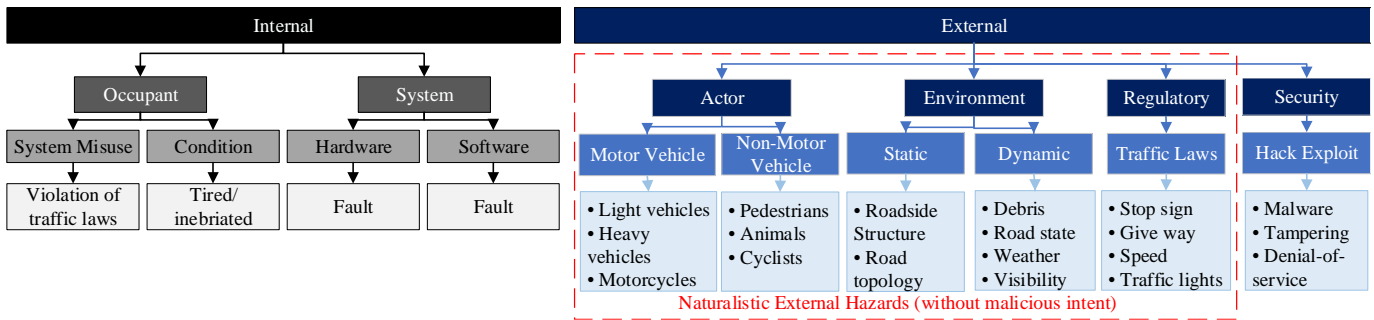 Internal
External
Occupant
System
Actor
Environment
Regulatory
Security
System Misuse
Condition
Hardware
Software
Motor Vehicle
Non-Motor
Vehicle
Static
Dynamic
Traffic Laws
Hack Exploit
Violation of
traffic laws
Tired/
inebriated
Fault
Fault
• Light vehicles
• Heavy
vehicles
• Motorcycles
• Pedestrians
• Animals
• Cyclists
• Roadside
Structure
• Road
topology
• Debris
• Road state
• Weather
• Visibility
• Stop sign
• Give way
• Speed
• Traffic lights
• Malware
• Tampering
• Denial-of-
service
Naturalistic External Hazards (without malicious intent)